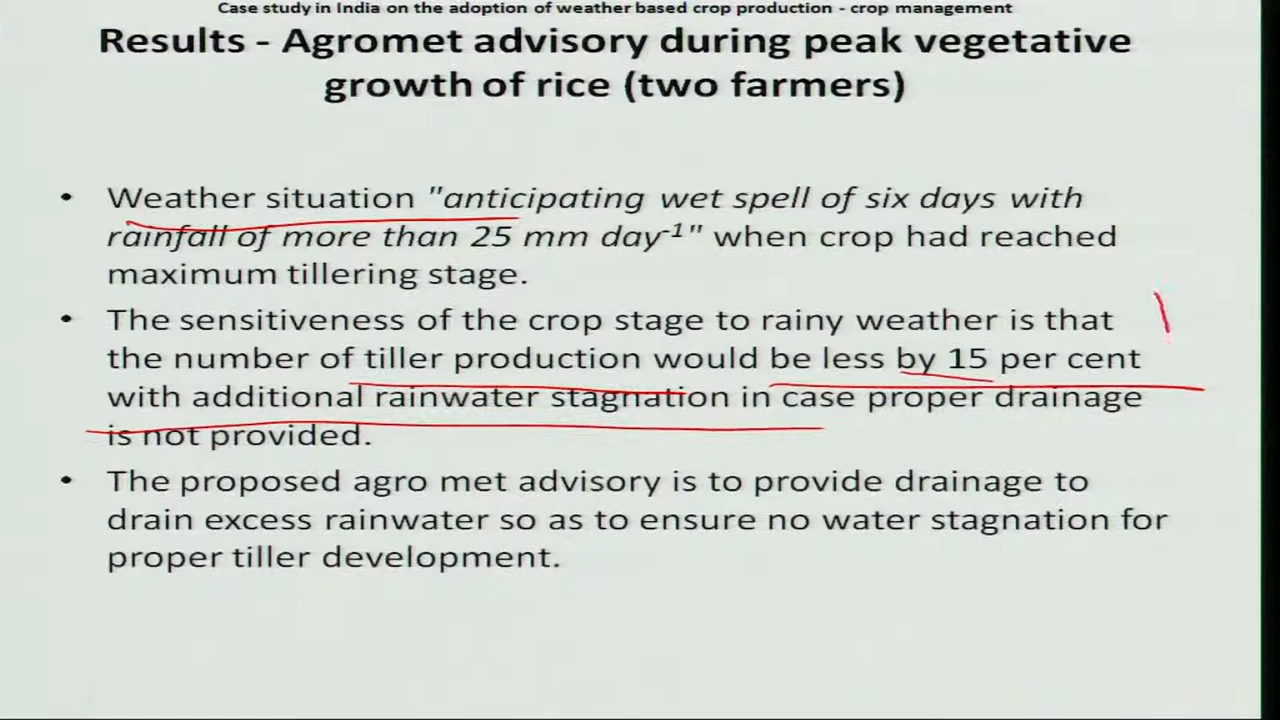 Case study in India on the adoption of weather based crop production - crop management
Results - Agromet advisory during peak vegetative
growth of rice (two farmers)
• Weather situation "anticipating wet spell of six days with
rainfall of more than 25 mm day⁻¹" when crop had reached
maximum tillering stage.
• The sensitiveness of the crop stage to rainy weather is that
the number of tiller production would be less by 15 per cent
with additional rainwater stagnation in case proper drainage
is not provided.
• The proposed agro met advisory is to provide drainage to
drain excess rainwater so as to ensure no water stagnation for
proper tiller development.